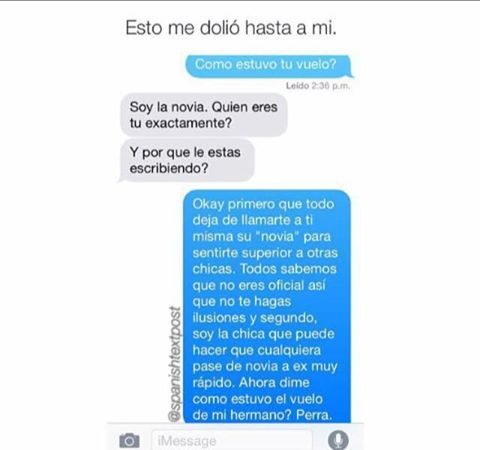 Esto me dolió hasta a mi.
Como estuvo tu vuelo?
Leído 2:36 p.m.
Soy la novia. Quien eres
tu exactamente?
Y por que le estas
escribiendo?
Okay primero que todo
deja de llamarte a ti
misma su "novia" para
sentirte superior a otras
chicas. Todos sabemos
que no eres oficial así
que no te hagas
ilusiones y segundo,
soy la chica que puede
hacer que cualquiera
pase de novia a ex muy
rápido. Ahora dime
como estuvo el vuelo
de mi hermano? Perra.
@spanishtextpost
iMessage